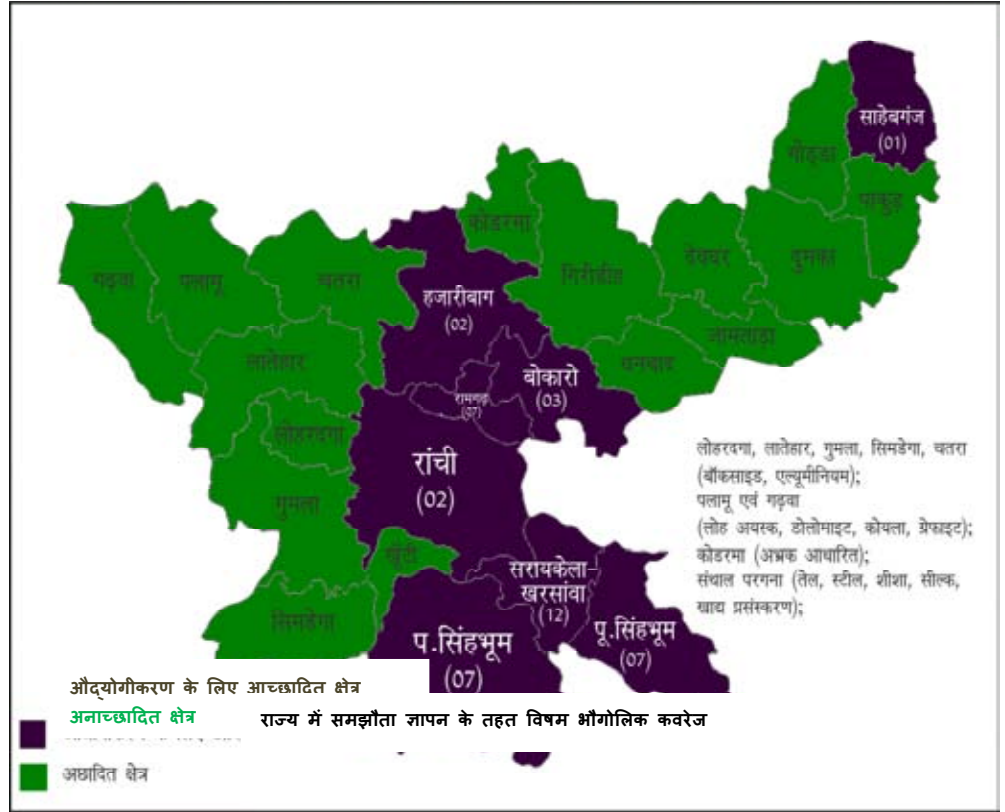 साहेबगंज
(01)
गोड्डा
पाकुड़
कोडरमा
देवघर
दुमका
गढ़वा
पलामू
चतरा
हजारीबाग
(02)
गिरीडीह
जामताड़ा
धनबाद
लातेहार
बोकारो
(03)
रामगढ़
(07)
लोहरदगा
रांची
(02)
लोहरदगा, लातेहार, गुमला, सिमडेगा, चतरा
(बॉकसाइड, एल्यूमीनियम);
पलामू एवं गढ़वा
(लोह अयस्क, डोलोमाइट, कोयला, ग्रेफाइट);
कोडरमा (अभ्रक आधारित);
संथाल परगना (तेल, स्टील, शीशा, सील्क,
खाद्य प्रसंस्करण);
गुमला
खूंटी
सरायकेला-
खरसांवा
(12)
सिमडेगा
प.सिंहभूम
(07)
पू.सिंहभूम
(07)
औद्योगीकरण के लिए आच्छादित क्षेत्र
अनाच्छादित क्षेत्र
राज्य में समझौता ज्ञापन के तहत विषम भौगोलिक कवरेज
अछादित क्षेत्र